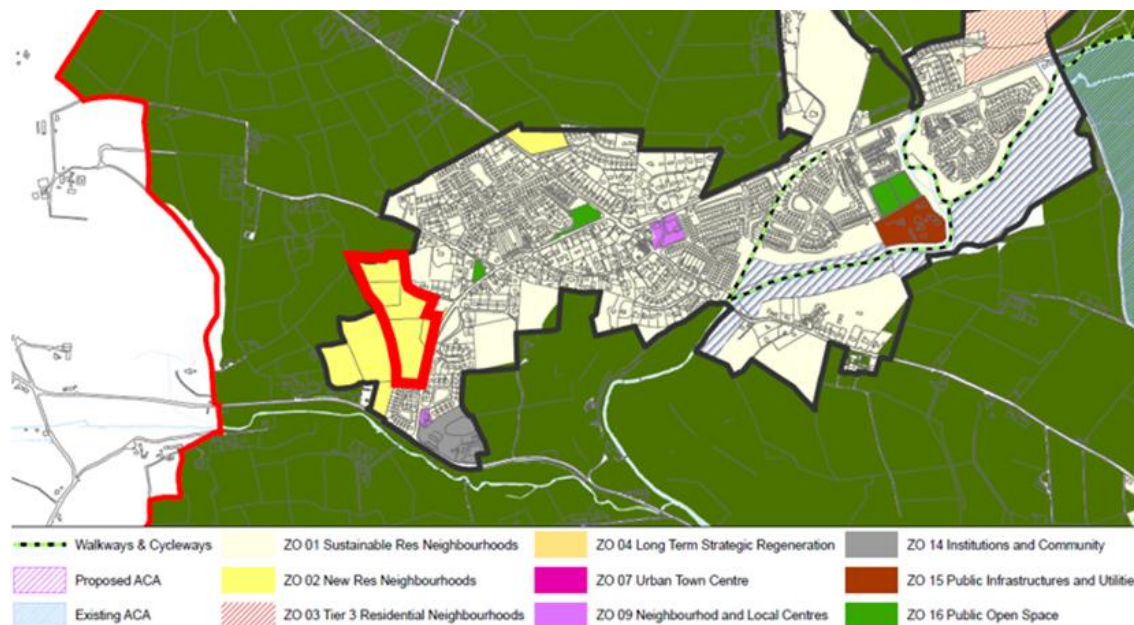 Walkways & Cycleways
ZO 01 Sustainable Res Neighbourhoods
ZO 04 Long Term Strategic Regeneration
ZO 14 Institutions and Community
Proposed ACA
ZO 02 New Res Neighbourhoods
ZO 07 Urban Town Centre
ZO 15 Public Infrastructures and Utilitie
Existing ACA
ZO 03 Tier 3 Residential Neighbourhoods
ZO 09 Neighbourhod and Local Centres
ZO 16 Public Open Space